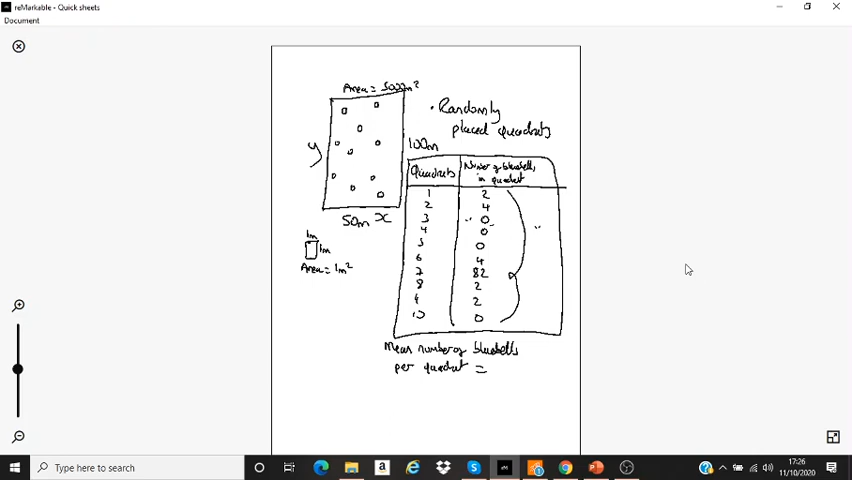 reMarkable - Quick sheets
Document
Area = 5000m²
• Randomly
placed quadrats
y
100m
50m x
1m
1m
Area = 1m²
Quadrats
Number of bluebells
in quadrat
1 2
2 4
3 0
4 0
5 0
6 4
7 82
8 2
9 2
10 0
Mean number of bluebells
per quadrat =
Type here to search
17:26
11/10/2020